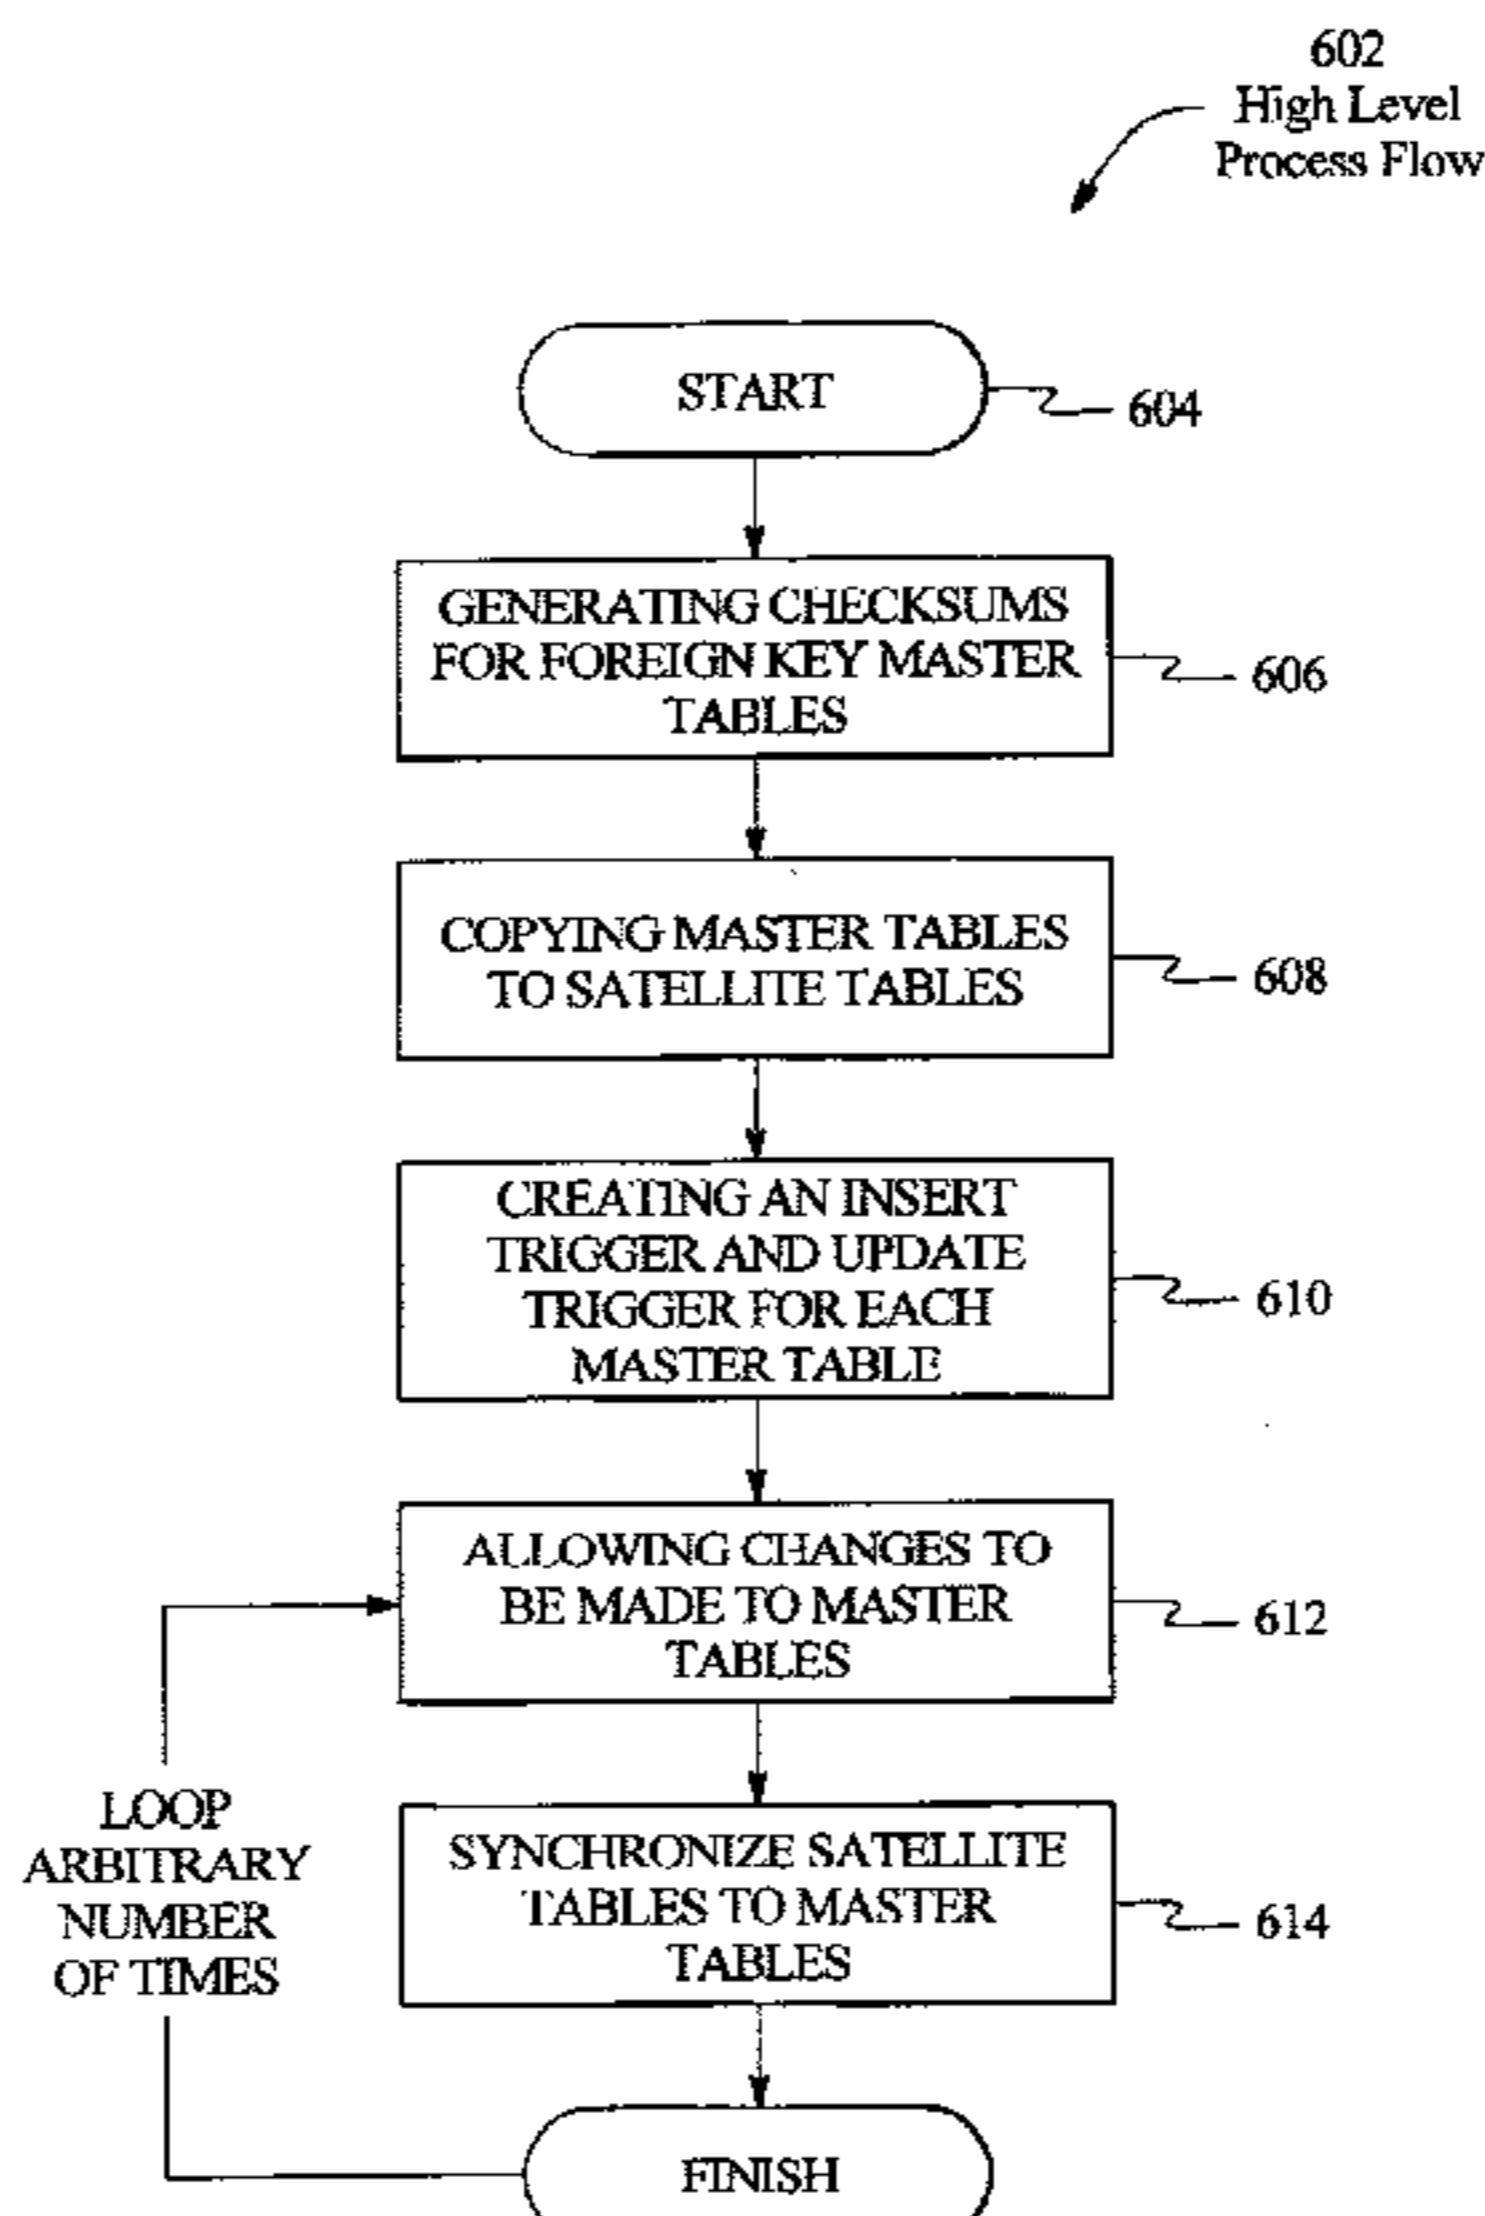 602
High Level
Process Flow
START
604
GENERATING CHECKSUMS
FOR FOREIGN KEY MASTER
TABLES
606
COPYING MASTER TABLES
TO SATELLITE TABLES
608
CREATING AN INSERT
TRIGGER AND UPDATE
TRIGGER FOR EACH
MASTER TABLE
610
ALLOWING CHANGES TO
BE MADE TO MASTER
TABLES
612
LOOP
ARBITRARY
NUMBER
OF TIMES
SYNCHRONIZE SATELLITE
TABLES TO MASTER
TABLES
614
FINISH